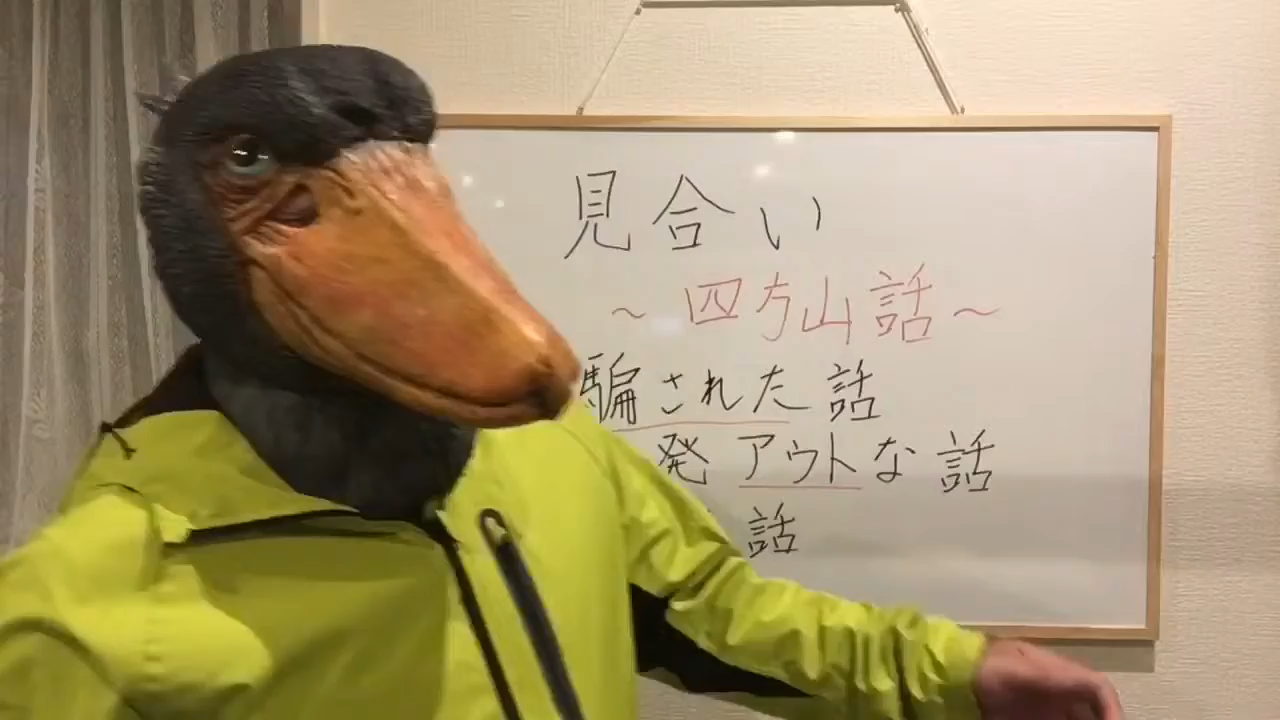 見合い
～四方山話～
騙された話
発アウトな話
話